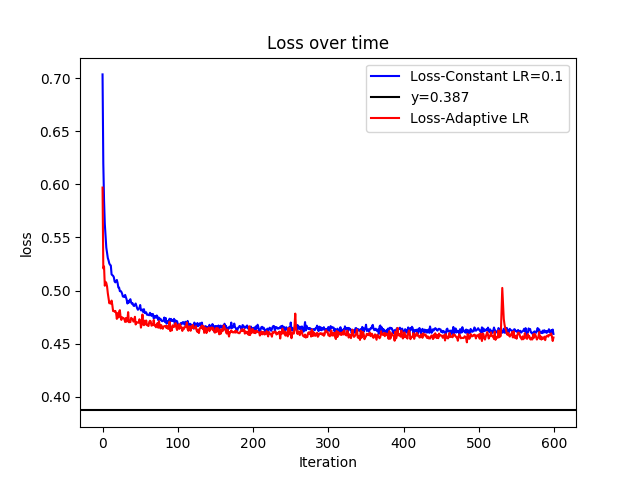 Loss over time
Loss-Constant LR=0.1
y=0.387
Loss-Adaptive LR
0.70
0.65
0.60
0.55
0.50
0.45
0.40
loss
0 100 200 300 400 500 600
Iteration